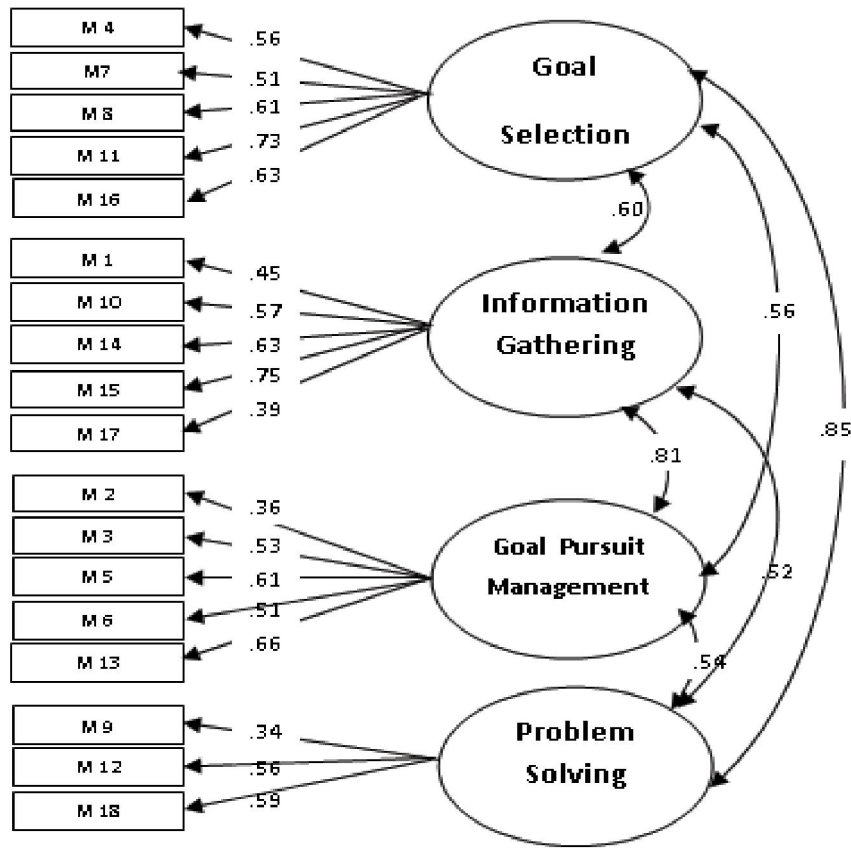 M 4
.56
M7
.51
M 8
.61
M 11
.73
M 16
.63
Goal
Selection
.60
M 1
.45
M 10
.57
M 14
.63
M 15
.75
M 17
.39
Information
Gathering
.56
.85
.81
M 2
.36
M 3
.53
M 5
.61
M 6
.51
M 13
.66
Goal Pursuit
Management
.52
.54
M 9
.34
M 12
.56
M 18
.59
Problem
Solving